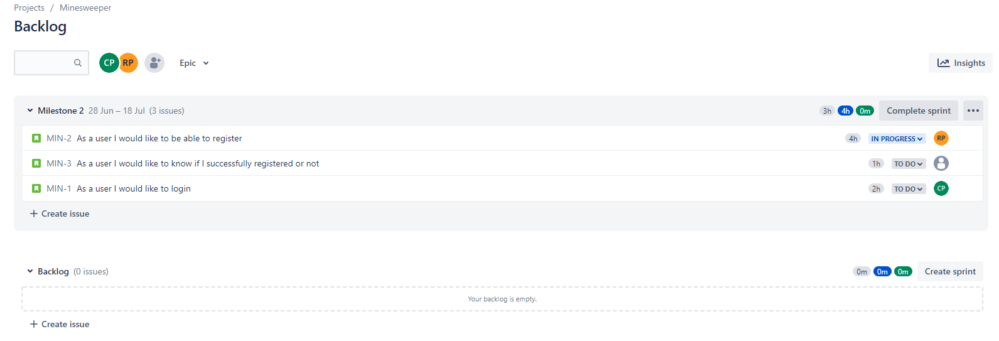 Projects / Minesweeper
Backlog
CP RP Epic Insights
Milestone 2 28 Jun – 18 Jul (3 issues) 3h 4h 0m Complete sprint
MIN-2 As a user I would like to be able to register 4h IN PROGRESS RP
MIN-3 As a user I would like to know if I successfully registered or not 1h TO DO
MIN-1 As a user I would like to login 2h TO DO CP
+ Create issue
Backlog (0 issues) 0m 0m 0m Create sprint
Your backlog is empty.
+ Create issue